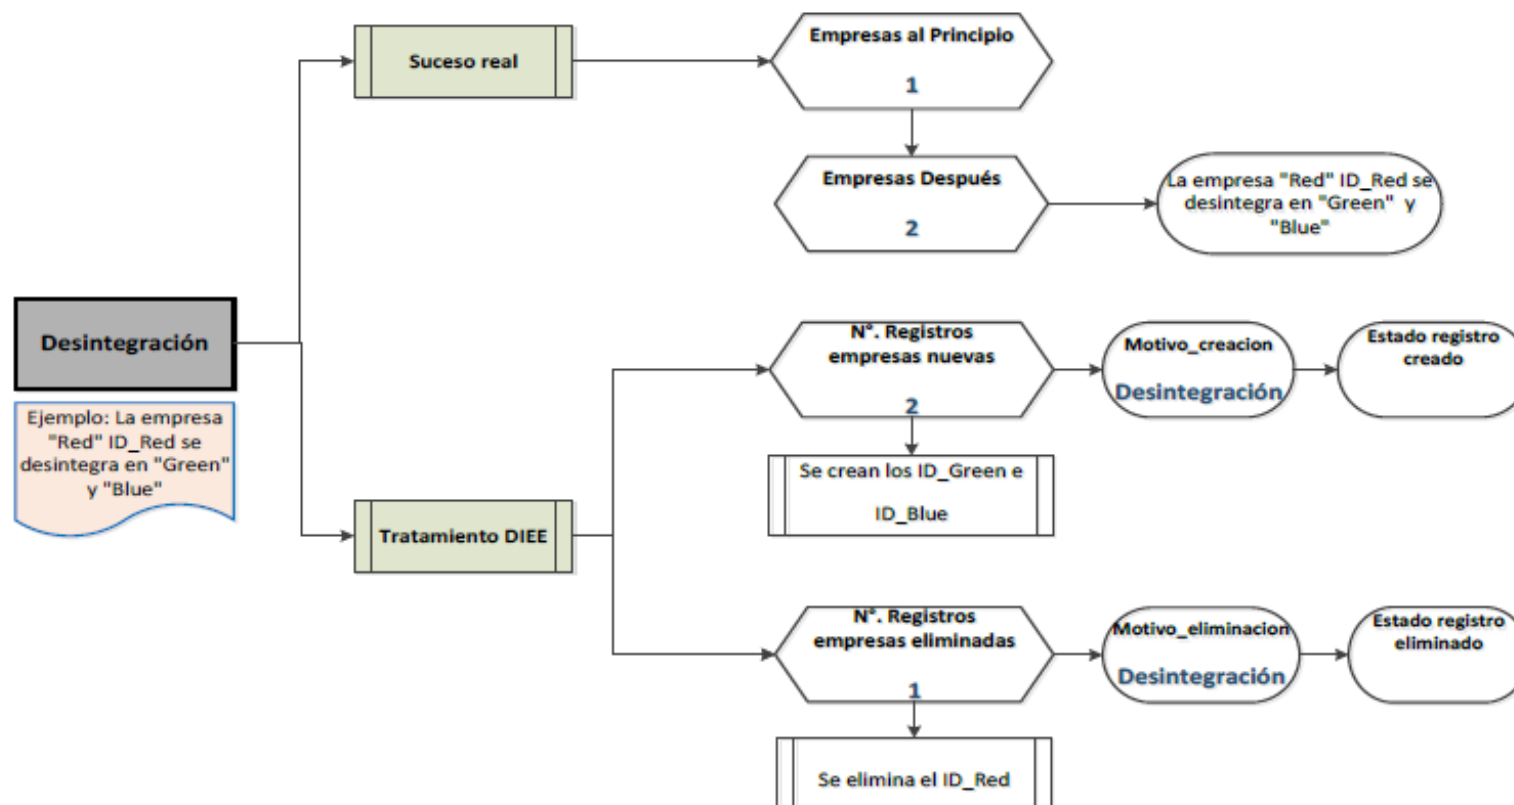 Suceso real
Empresas al Principio
1
Empresas Después
2
La empresa "Red" ID_Red se
desintegra en "Green" y
"Blue"
Desintegración
Ejemplo: La empresa
"Red" ID_Red se
desintegra en "Green"
y "Blue"
Tratamiento DIEE
N°. Registros
empresas nuevas
2
Motivo_creacion
Desintegración
Estado registro
creado
Se crean los ID_Green e
ID_Blue
N°. Registros
empresas eliminadas
1
Motivo_eliminacion
Desintegración
Estado registro
eliminado
Se elimina el ID_Red